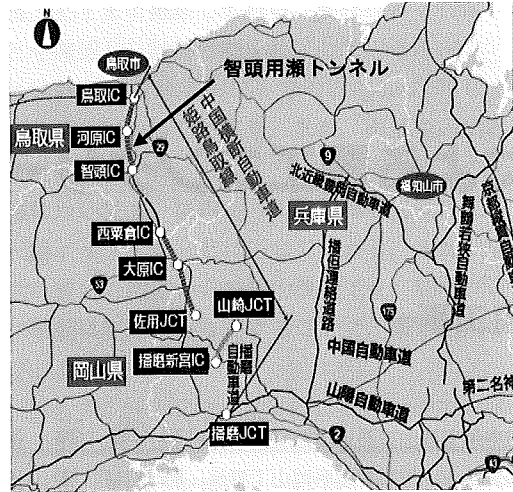 N
鳥取市
鳥取IC
智頭用瀬トンネル
鳥取県
河原IC
智頭IC
29
中国横断自動車道
姫路鳥取線
9
北近畿豊岡自動車道
福知山市
兵庫県
舞鶴若狭自動車道
京都縦貫自動車道
西粟倉IC
大原IC
53
播但連絡道路
175
佐用JCT
山崎JCT
中国自動車道
岡山県
播磨新宮IC
播磨自動車道
山陽自動車道
第二名神
播磨JCT
2
43